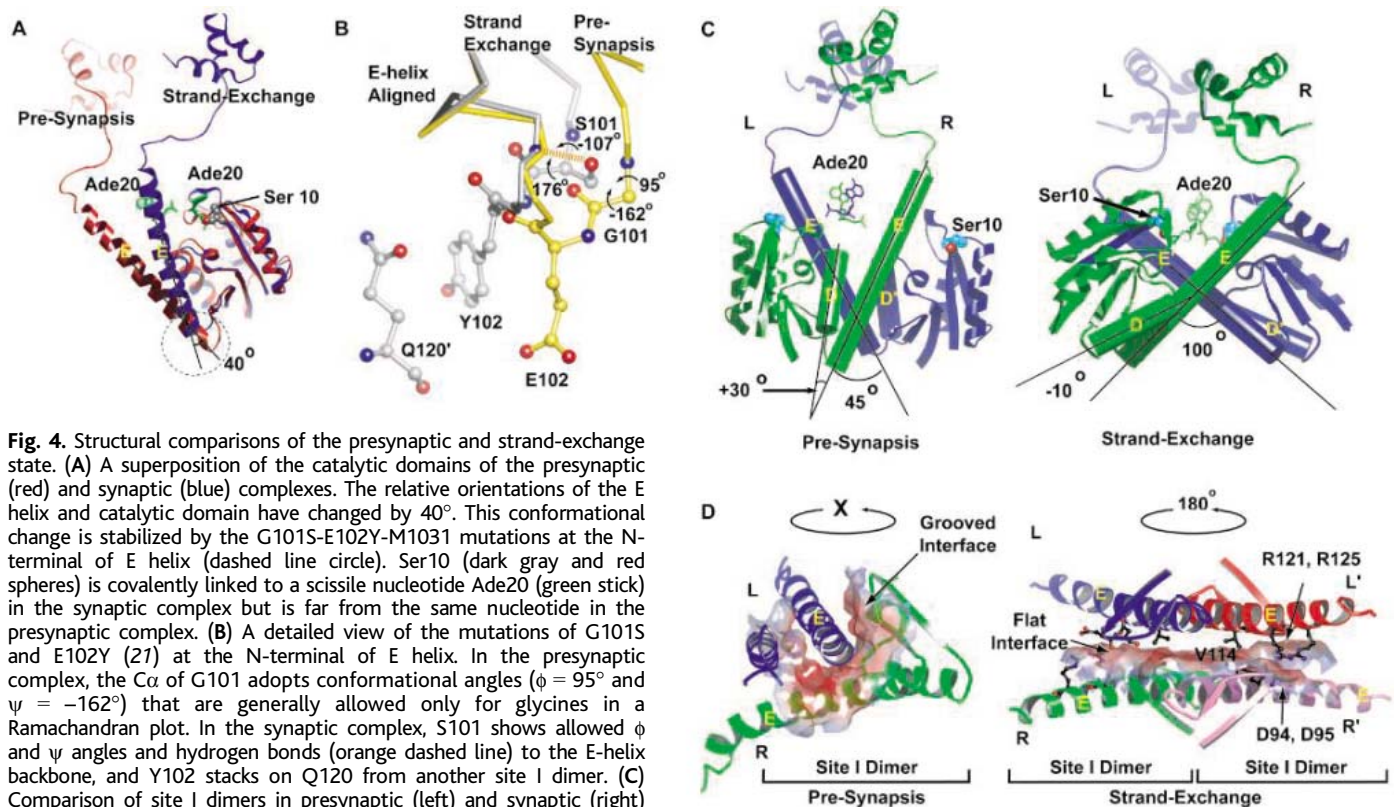 A
Pre-Synapsis
Strand-Exchange
Ade20
Ade20
Ser 10
E
E
40°
B
Strand
Exchange
Pre-
Synapsis
E-helix
Aligned
S101
-107°
176°
95°
-162°
G101
Y102
Q120'
E102
C
L
R
Ade20
Ser10
E
E
D
D'
+30 °
45 °
Pre-Synapsis
L
R
Ser10
Ade20
E
E
D
D'
100 °
-10 °
Strand-Exchange
Fig. 4. Structural comparisons of the presynaptic and strand-exchange
state. (A) A superposition of the catalytic domains of the presynaptic
(red) and synaptic (blue) complexes. The relative orientations of the E
helix and catalytic domain have changed by 40°. This conformational
change is stabilized by the G101S-E102Y-M1031 mutations at the N-
terminal of E helix (dashed line circle). Ser10 (dark gray and red
spheres) is covalently linked to a scissile nucleotide Ade20 (green stick)
in the synaptic complex but is far from the same nucleotide in the
presynaptic complex. (B) A detailed view of the mutations of G101S
and E102Y (21) at the N-terminal of E helix. In the presynaptic
complex, the Cα of G101 adopts conformational angles (ϕ = 95° and
ψ = −162°) that are generally allowed only for glycines in a
Ramachandran plot. In the synaptic complex, S101 shows allowed ϕ
and ψ angles and hydrogen bonds (orange dashed line) to the E-helix
backbone, and Y102 stacks on Q120 from another site I dimer. (C)
Comparison of site I dimers in presynaptic (left) and synaptic (right)
D
X
Grooved
Interface
L
E
E
R
Site I Dimer
Pre-Synapsis
180°
L
R121, R125
L'
E
E
Flat
Interface
V114
E
E
R
D94, D95
R'
Site I Dimer
Site I Dimer
Strand-Exchange